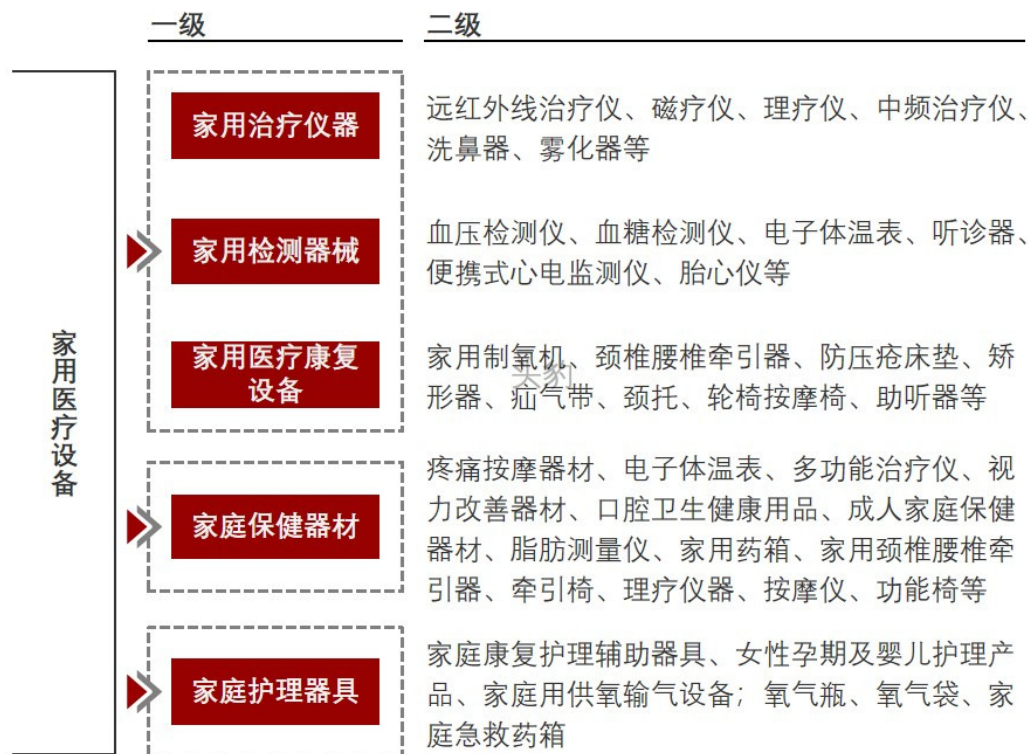 一级
二级
家用医疗设备
家用治疗仪器
远红外线治疗仪、磁疗仪、理疗仪、中频治疗仪、
洗鼻器、雾化器等
家用检测器械
血压检测仪、血糖检测仪、电子体温表、听诊器、
便携式心电监测仪、胎心仪等
家用医疗康复
设备
家用制氧机、颈椎腰椎牵引器、防压疮床垫、矫
形器、疝气带、颈托、轮椅按摩椅、助听器等
头豹
家庭保健器材
疼痛按摩器材、电子体温表、多功能治疗仪、视
力改善器材、口腔卫生健康用品、成人家庭保健
器材、脂肪测量仪、家用药箱、家用颈椎腰椎牵
引器、牵引椅、理疗仪器、按摩仪、功能椅等
家庭护理器具
家庭康复护理辅助器具、女性孕期及婴儿护理产
品、家庭用供氧输气设备；氧气瓶、氧气袋、家
庭急救药箱